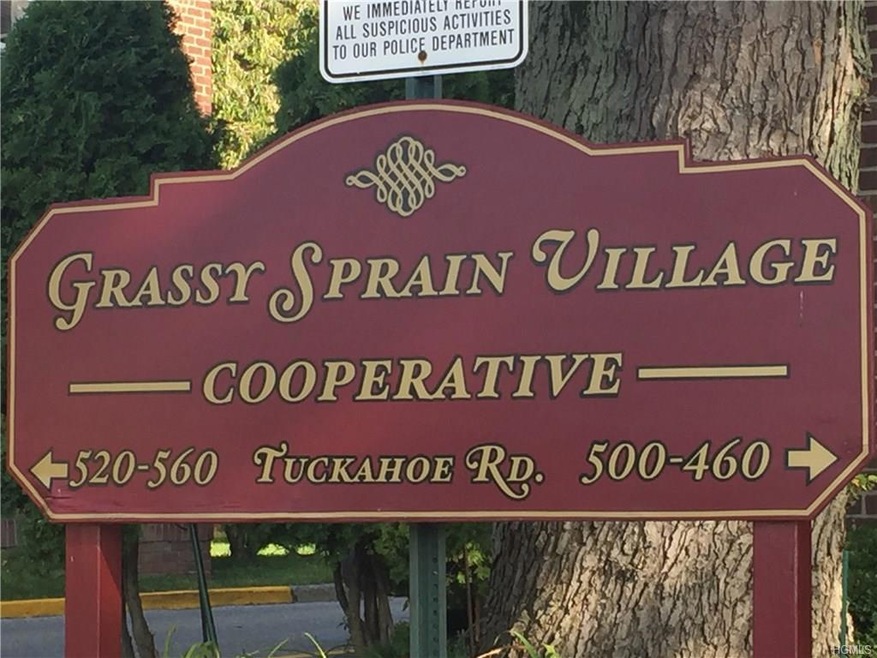 WE IMMEDIATELY REPORT
ALL SUSPICIOUS ACTIVITIES
TO OUR POLICE DEPARTMENT
GRASSY SPRAIN VILLAGE
COOPERATIVE
520-560 TUCKAHOE RD. 500-460
HGMLS